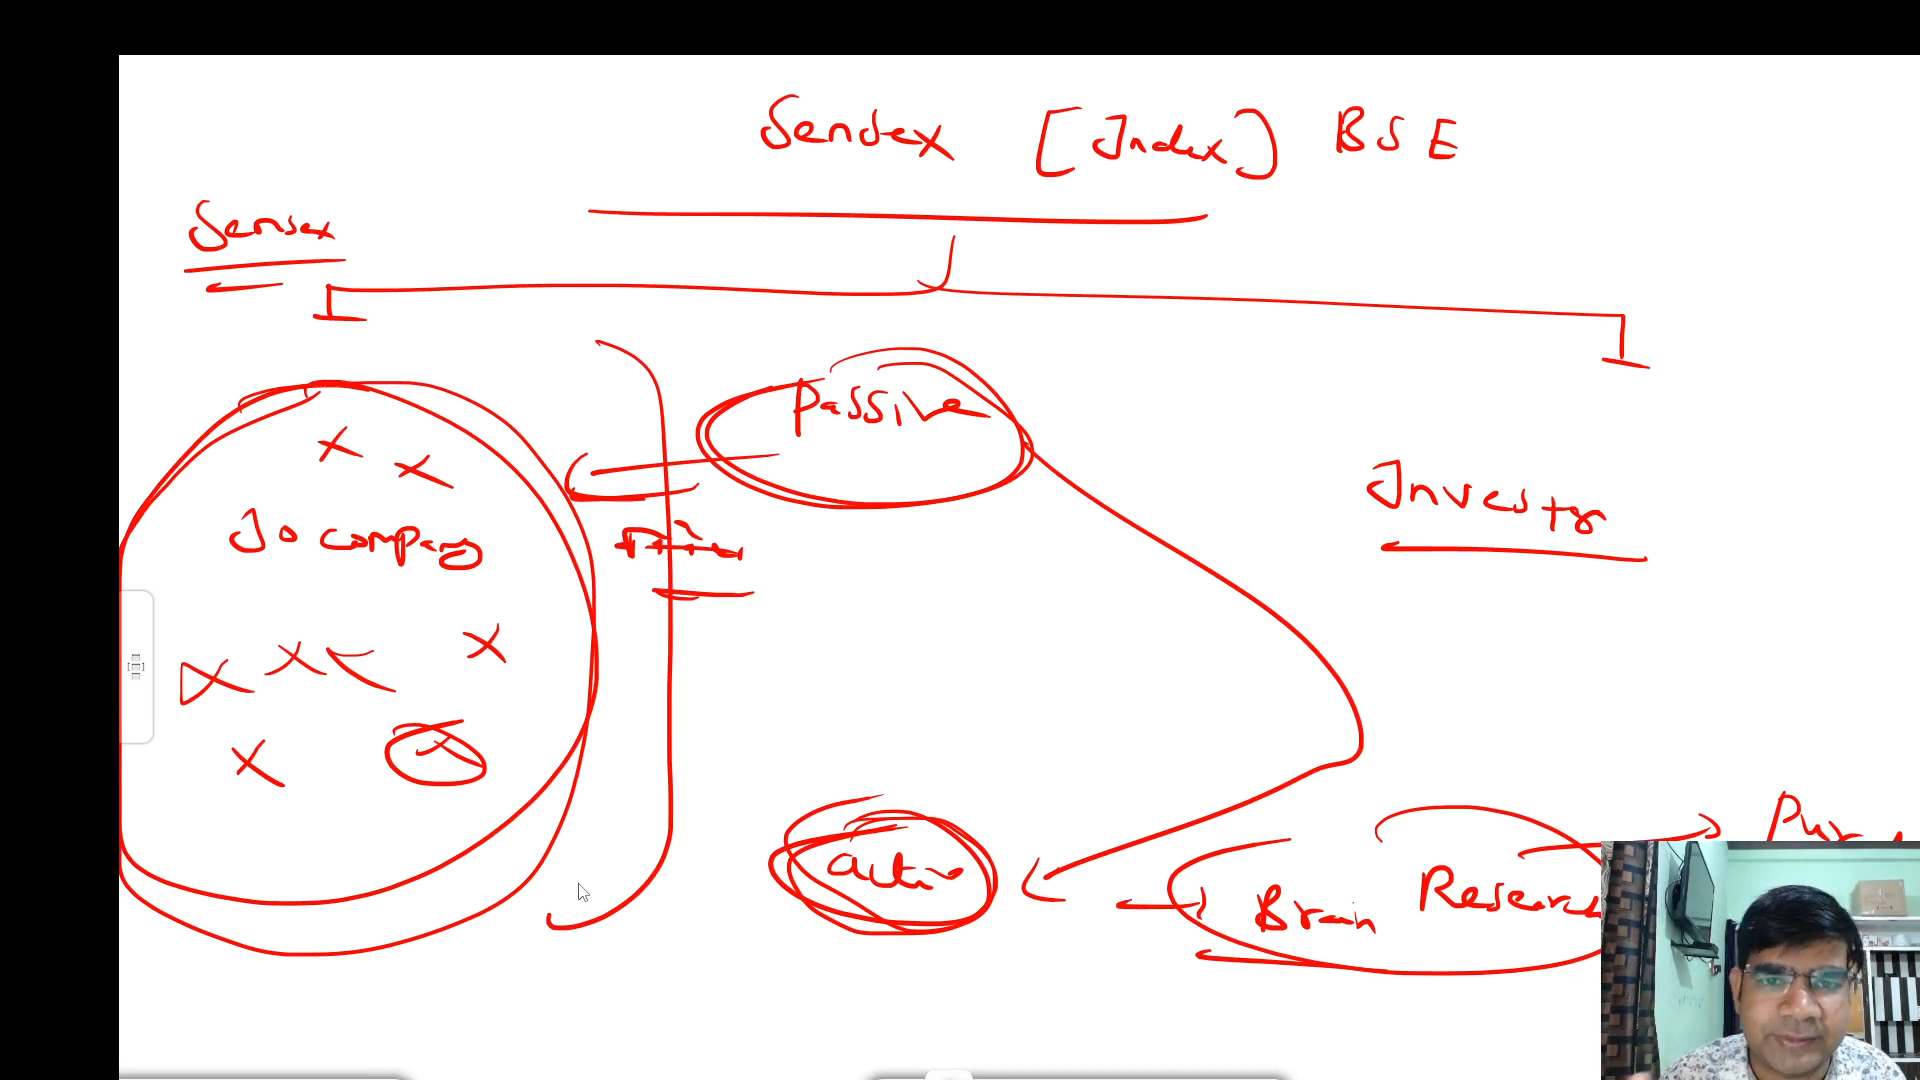 Sensex [Index] BSE
Sensex
Passive
Investor
30 company
active
Brain Research